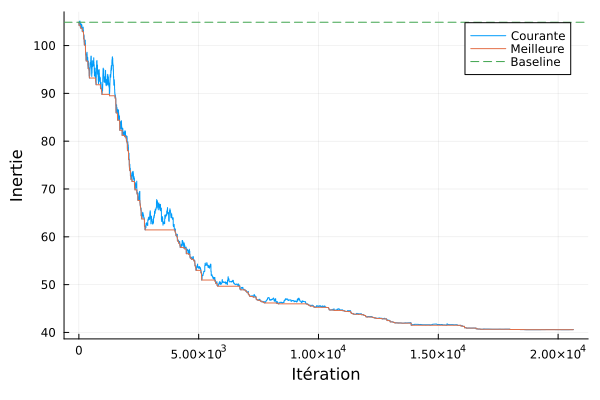 Courante
Meilleure
Baseline
100
90
80
70
60
50
40
Inertie
0
5.00×10³
1.00×10⁴
1.50×10⁴
2.00×10⁴
Itération